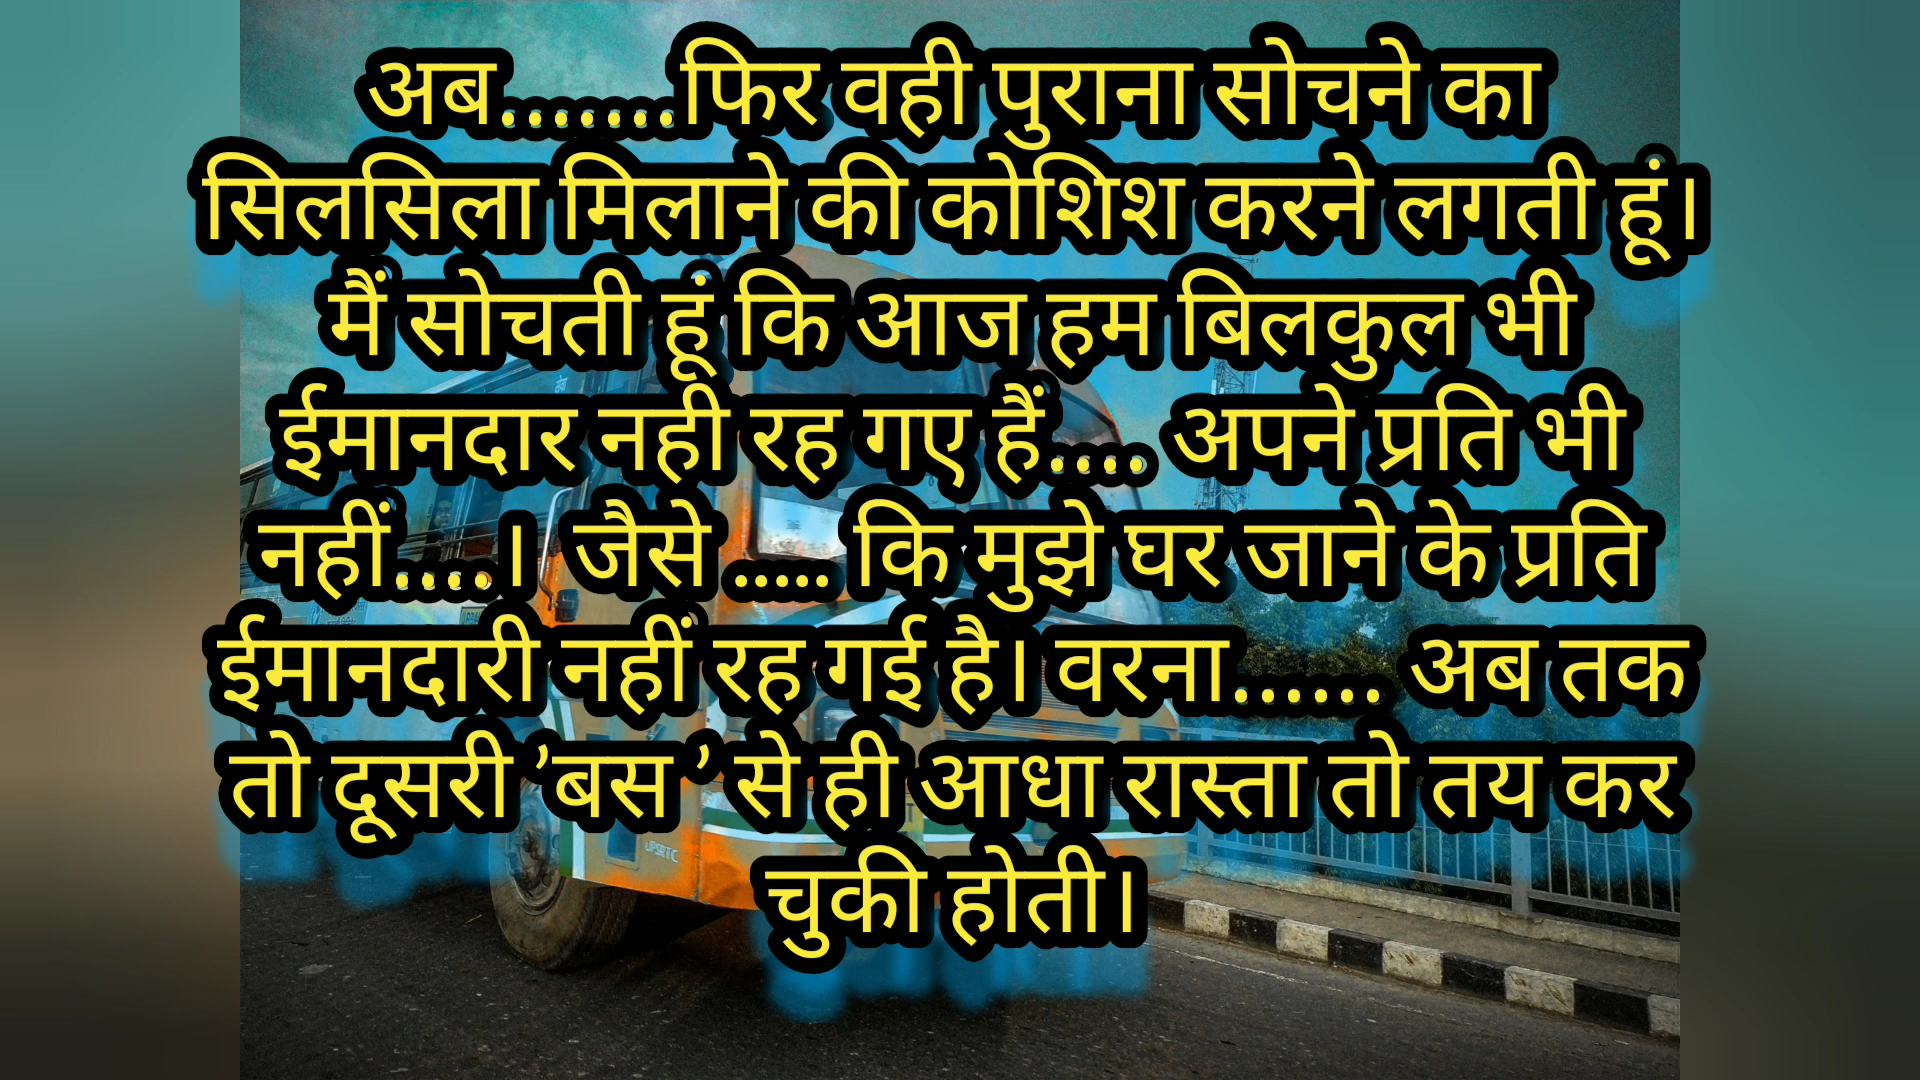 अब.......फिर वही पुराना सोचने का
सिलसिला मिलाने की कोशिश करने लगती हूं।
मैं सोचती हूं कि आज हम बिलकुल भी
ईमानदार नही रह गए हैं.... अपने प्रति भी
नहीं....। जैसे ..... कि मुझे घर जाने के प्रति
ईमानदारी नहीं रह गई है। वरना...... अब तक
तो दूसरी ’बस ’ से ही आधा रास्ता तो तय कर
चुकी होती।
UPSRTC